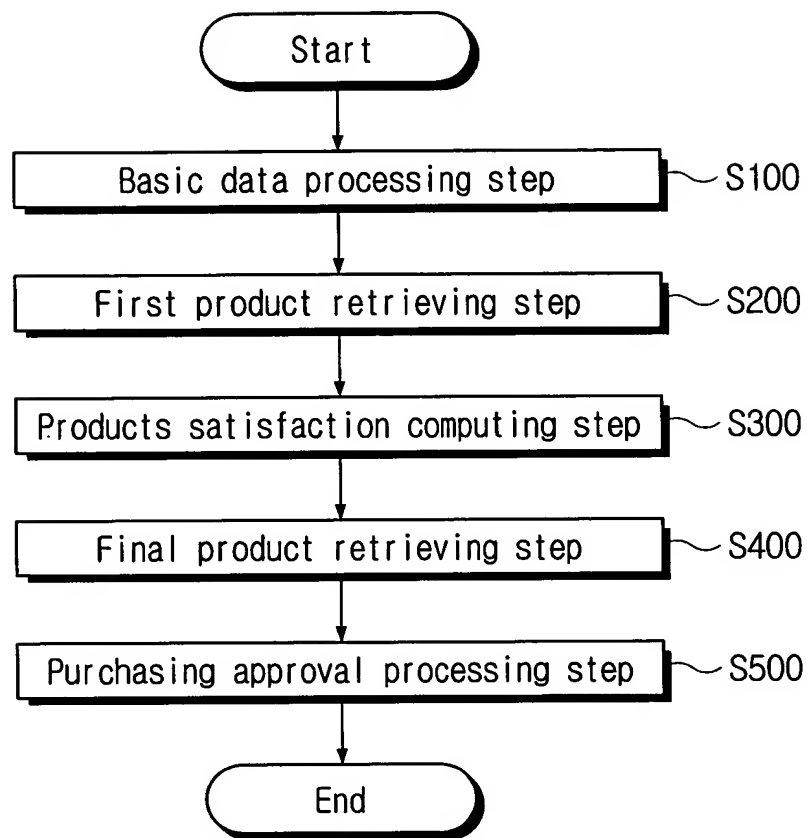 Start
Basic data processing step S100
First product retrieving step S200
Products satisfaction computing step S300
Final product retrieving step S400
Purchasing approval processing step S500
End